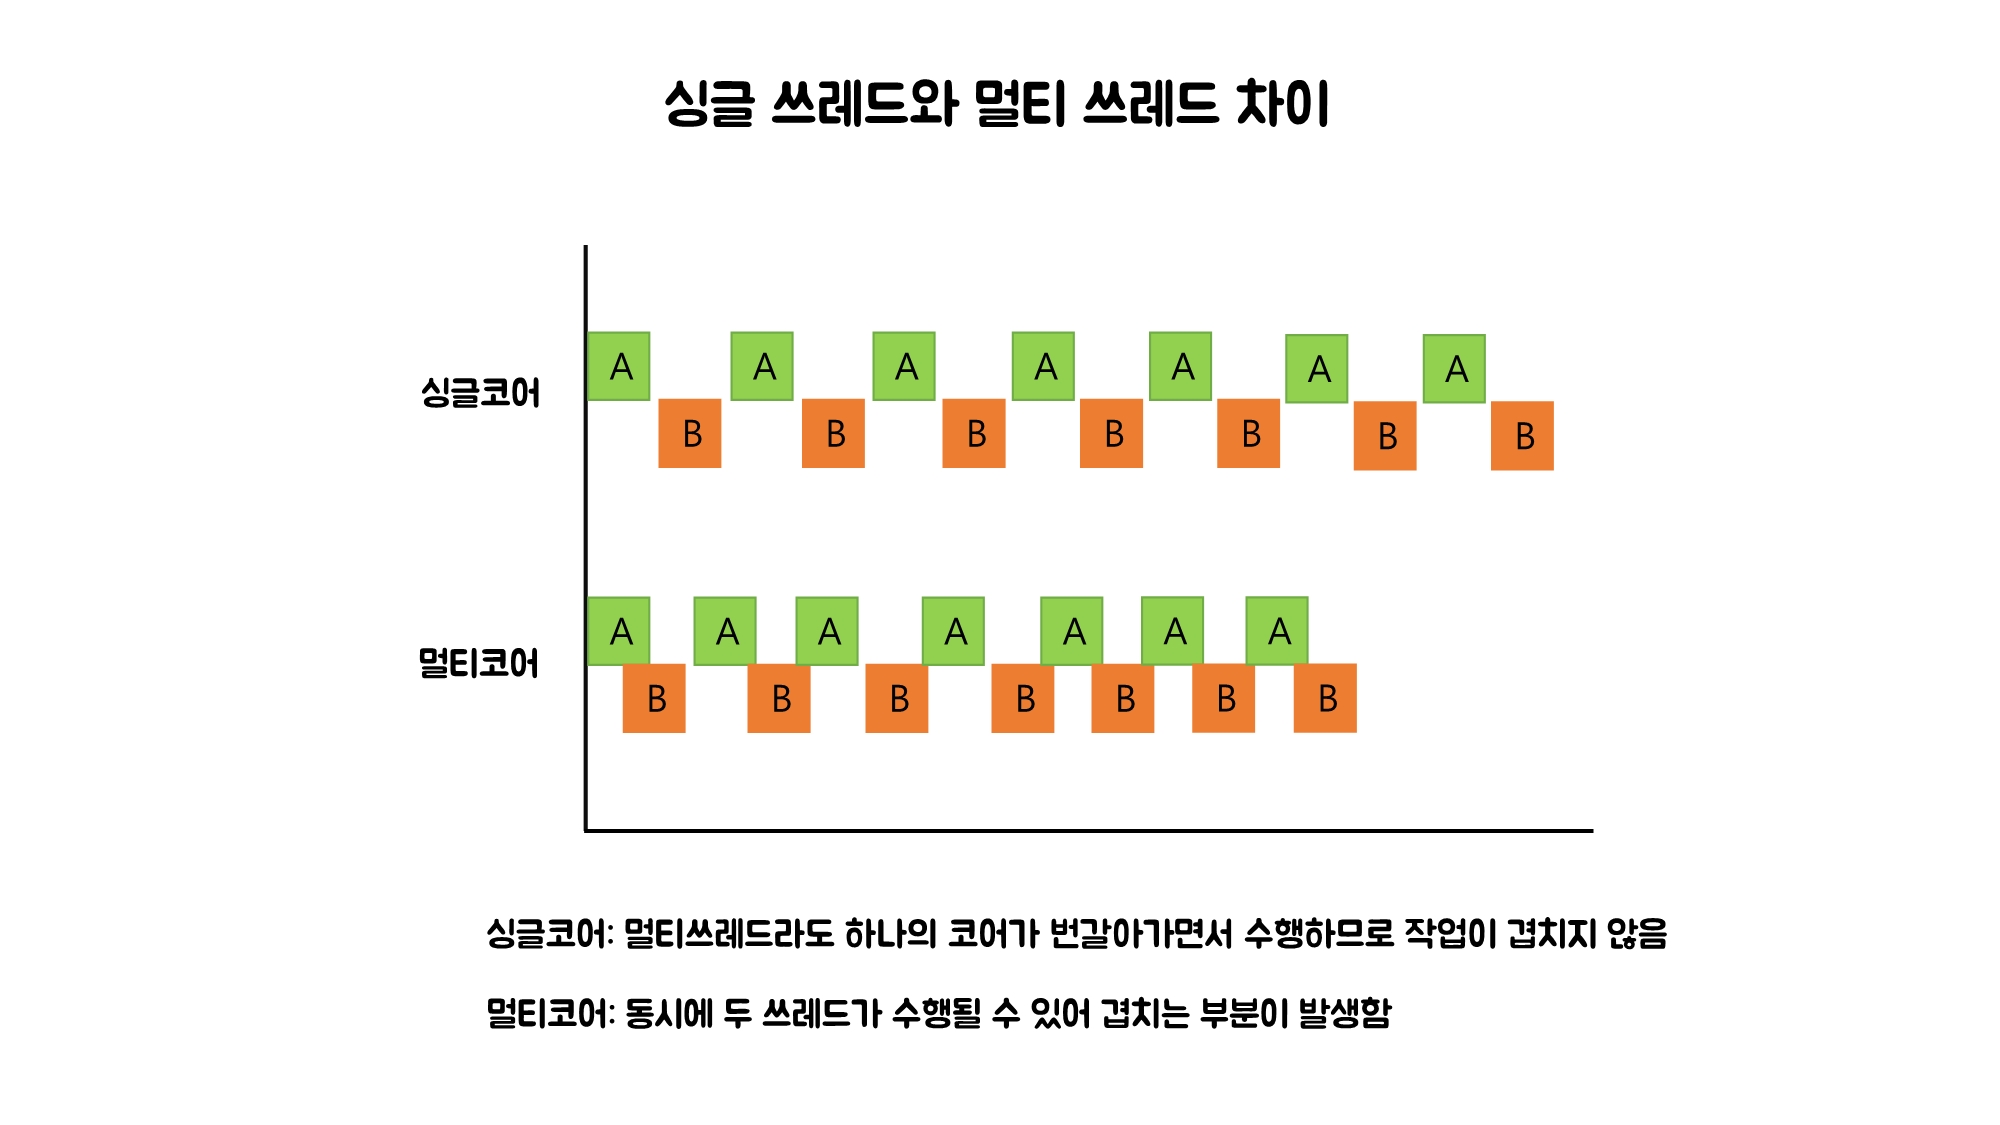 싱글 쓰레드와 멀티 쓰레드 차이
A A A A A A A
싱글코어
B B B B B B B
A A A A A A A
멀티코어
B B B B B B B
싱글코어: 멀티쓰레드라도 하나의 코어가 번갈아가면서 수행하므로 작업이 겹치지 않음
멀티코어: 동시에 두 쓰레드가 수행될 수 있어 겹치는 부분이 발생함